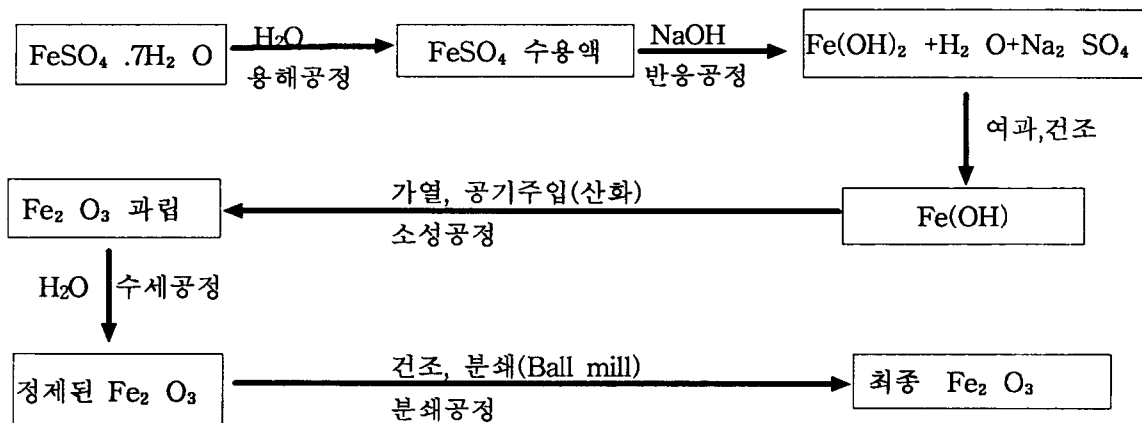 FeSO₄ .7H₂ O
H₂O
용해공정
FeSO₄ 수용액
NaOH
반응공정
Fe(OH)₂ +H₂ O+Na₂ SO₄
여과,건조
Fe(OH)
가열, 공기주입(산화)
소성공정
Fe₂ O₃ 과립
H₂O 수세공정
정제된 Fe₂ O₃
건조, 분쇄(Ball mill)
분쇄공정
최종 Fe₂ O₃